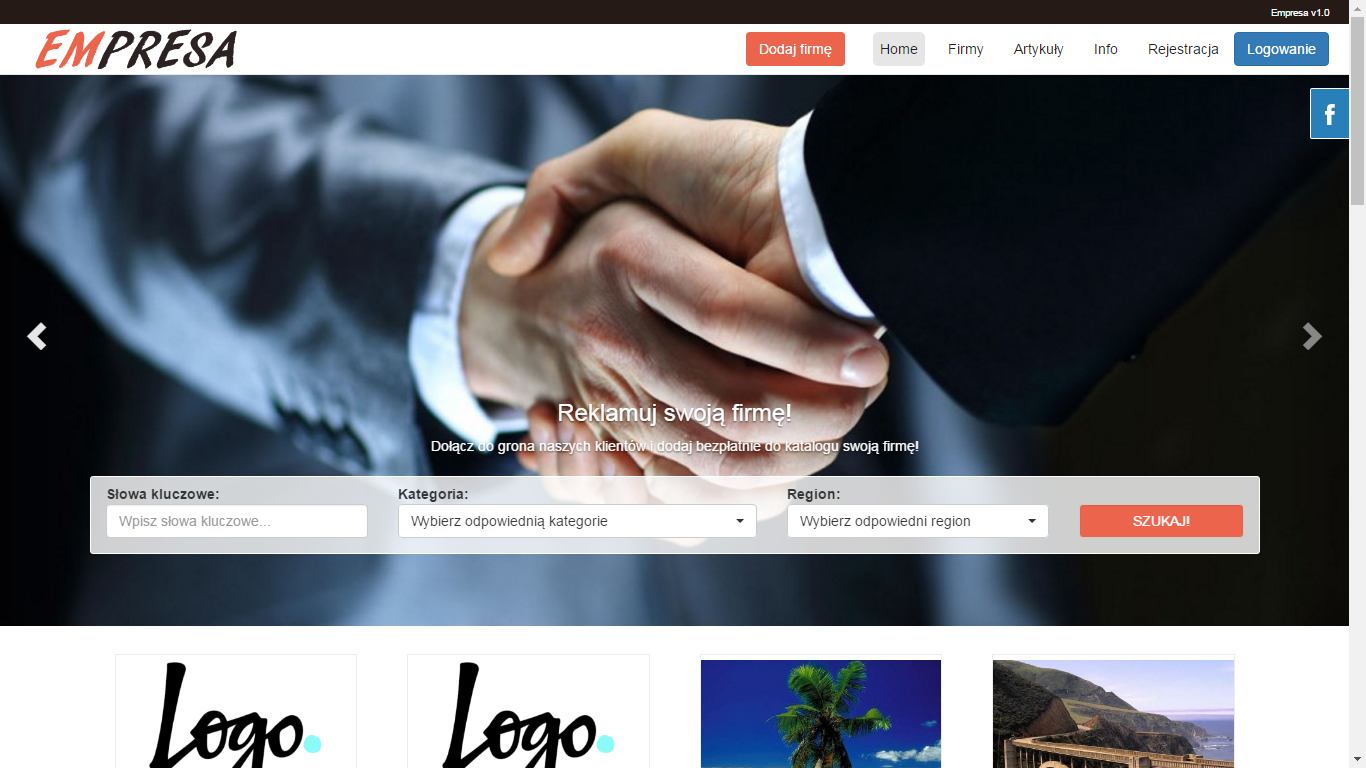 Empresa v1.0
EMPRESA
Dodaj firmę
Home
Firmy
Artykuły
Info
Rejestracja
Logowanie
f
Reklamuj swoją firmę!
Dołącz do grona naszych klientów i dodaj bezpłatnie do katalogu swoją firmę!
Słowa kluczowe:
Kategoria:
Region:
Wpisz słowa kluczowe...
Wybierz odpowiednią kategorie
Wybierz odpowiedni region
SZUKAJ!
Logo.
Logo.